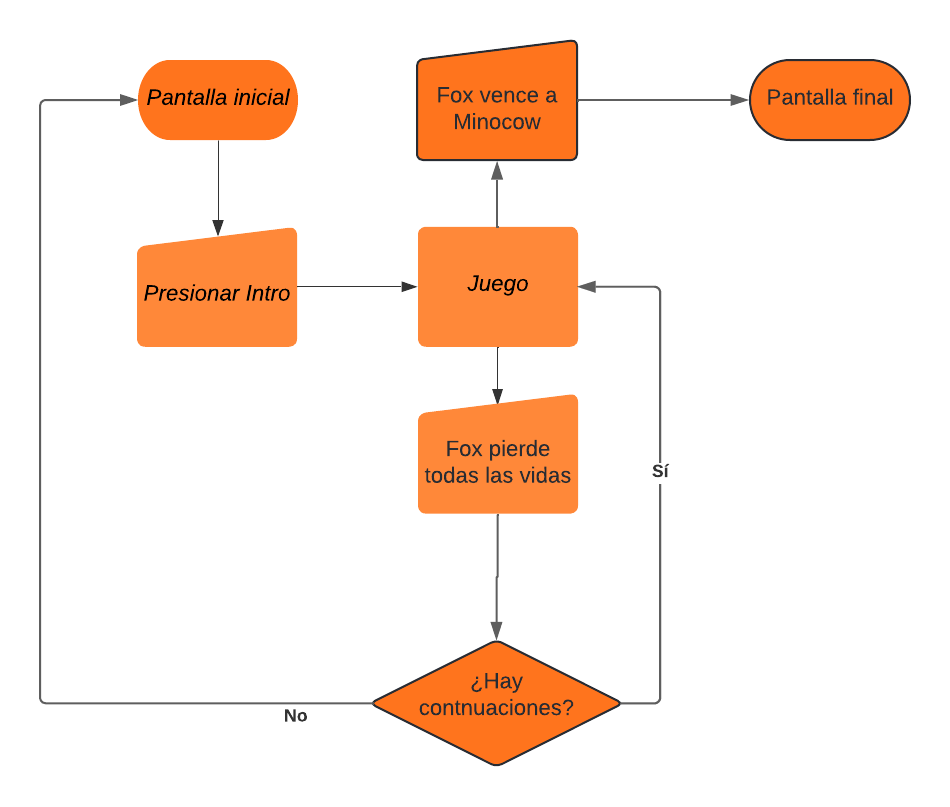 Pantalla inicial
Fox vence a
Minocow
Pantalla final
Presionar Intro
Juego
Fox pierde
todas las vidas
Sí
¿Hay
contnuaciones?
No